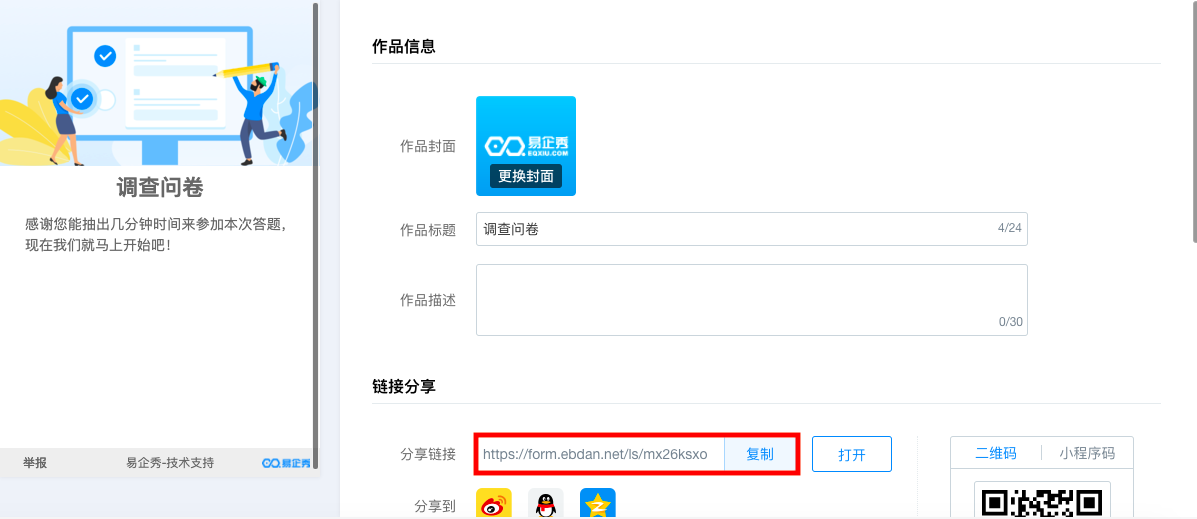 调查问卷
感谢您能抽出几分钟时间来参加本次答题，
现在我们就马上开始吧！
举报
易企秀-技术支持
易企秀
作品信息
作品封面
易企秀
EQXIU.COM
更换封面
作品标题
调查问卷
4/24
作品描述
0/30
链接分享
分享链接
https://form.ebdan.net/ls/mx26ksxo
复制
打开
二维码
小程序码
分享到